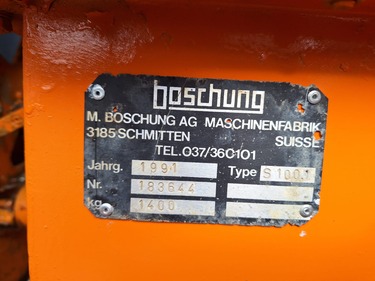 boschung
M. BOSCHUNG AG MASCHINENFABRIK
3185 SCHMITTEN SUISSE
TEL. 037/36C101
Jahrg. 1991 Type S 100.1
Nr. 183644
kg 1400